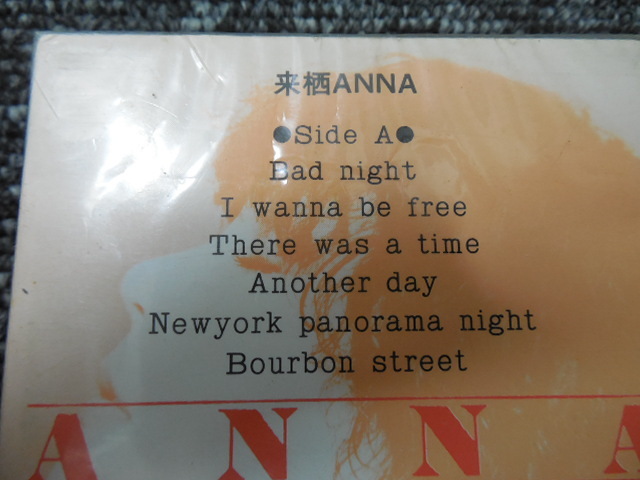 来栖ANNA
●Side A●
Bad night
I wanna be free
There was a time
Another day
Newyork panorama night
Bourbon street
ANNA